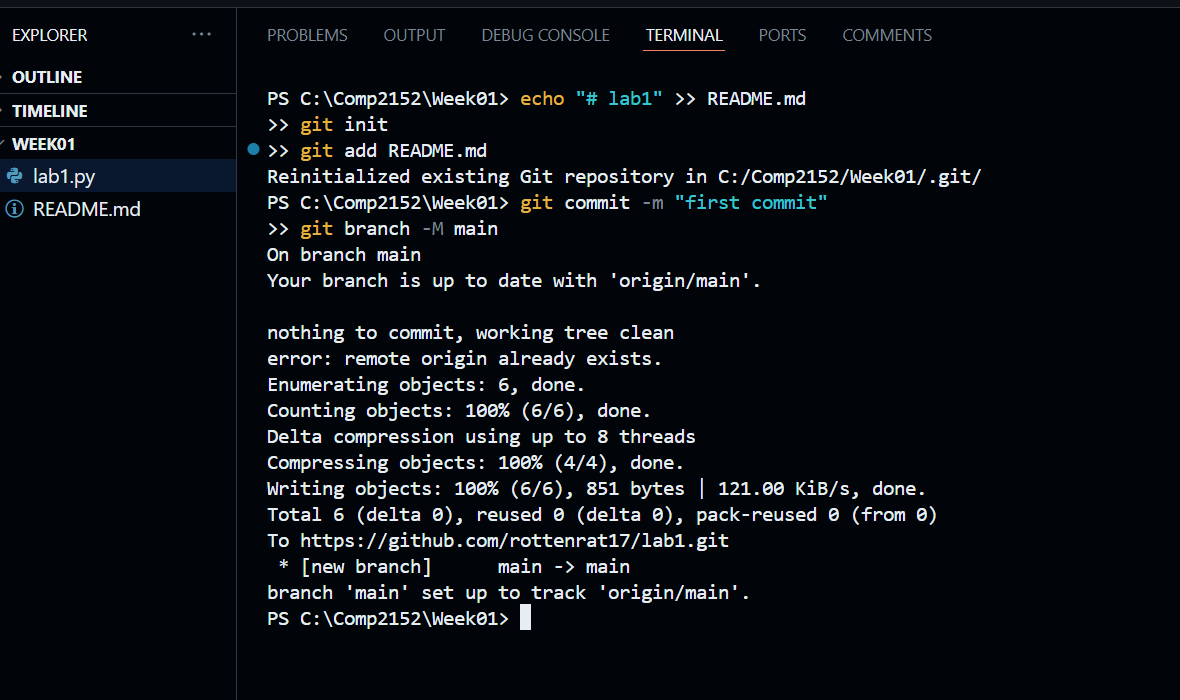 EXPLORER ···
OUTLINE
TIMELINE
WEEK01
lab1.py
README.md
PROBLEMS OUTPUT DEBUG CONSOLE TERMINAL PORTS COMMENTS
PS C:\Comp2152\Week01> echo "# lab1" >> README.md
>> git init
>> git add README.md
Reinitialized existing Git repository in C:/Comp2152/Week01/.git/
PS C:\Comp2152\Week01> git commit -m "first commit"
>> git branch -M main
On branch main
Your branch is up to date with 'origin/main'.
nothing to commit, working tree clean
error: remote origin already exists.
Enumerating objects: 6, done.
Counting objects: 100% (6/6), done.
Delta compression using up to 8 threads
Compressing objects: 100% (4/4), done.
Writing objects: 100% (6/6), 851 bytes | 121.00 KiB/s, done.
Total 6 (delta 0), reused 0 (delta 0), pack-reused 0 (from 0)
To https://github.com/rottenrat17/lab1.git
 * [new branch]      main -> main
branch 'main' set up to track 'origin/main'.
PS C:\Comp2152\Week01>